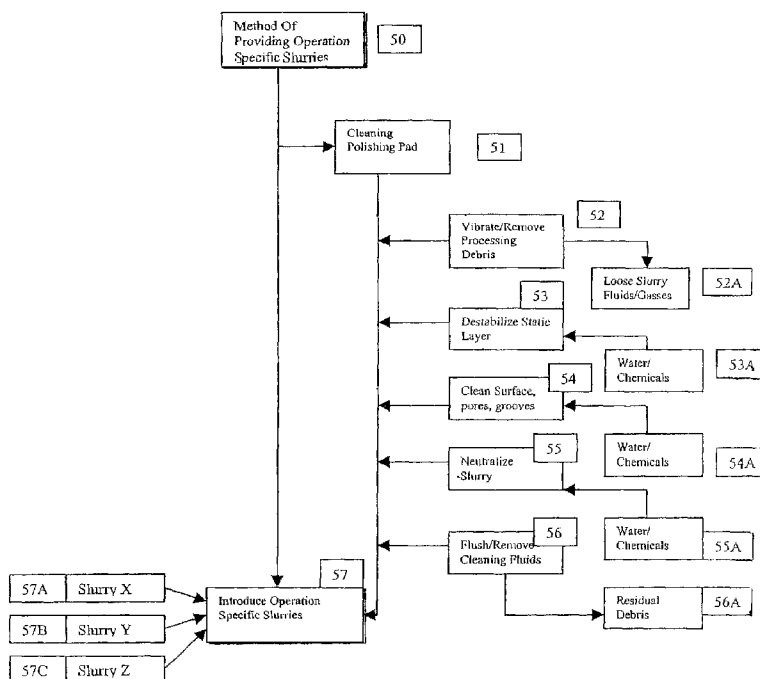 Method Of
Providing Operation
Specific Slurries
50
Cleaning
Polishing Pad
51
52
Vibrate/Remove
Processing
Debris
Loose Slurry
Fluids/Gasses
52A
53
Destabilize Static
Layer
Water/
Chemicals
53A
54
Clean Surface,
pores, grooves
Water/
Chemicals
54A
55
Neutralize
Slurry
Water/
Chemicals
55A
56
Flush/Remove
Cleaning Fluids
Residual
Debris
56A
57
Introduce Operation
Specific Slurries
57A Slurry X
57B Slurry Y
57C Slurry Z